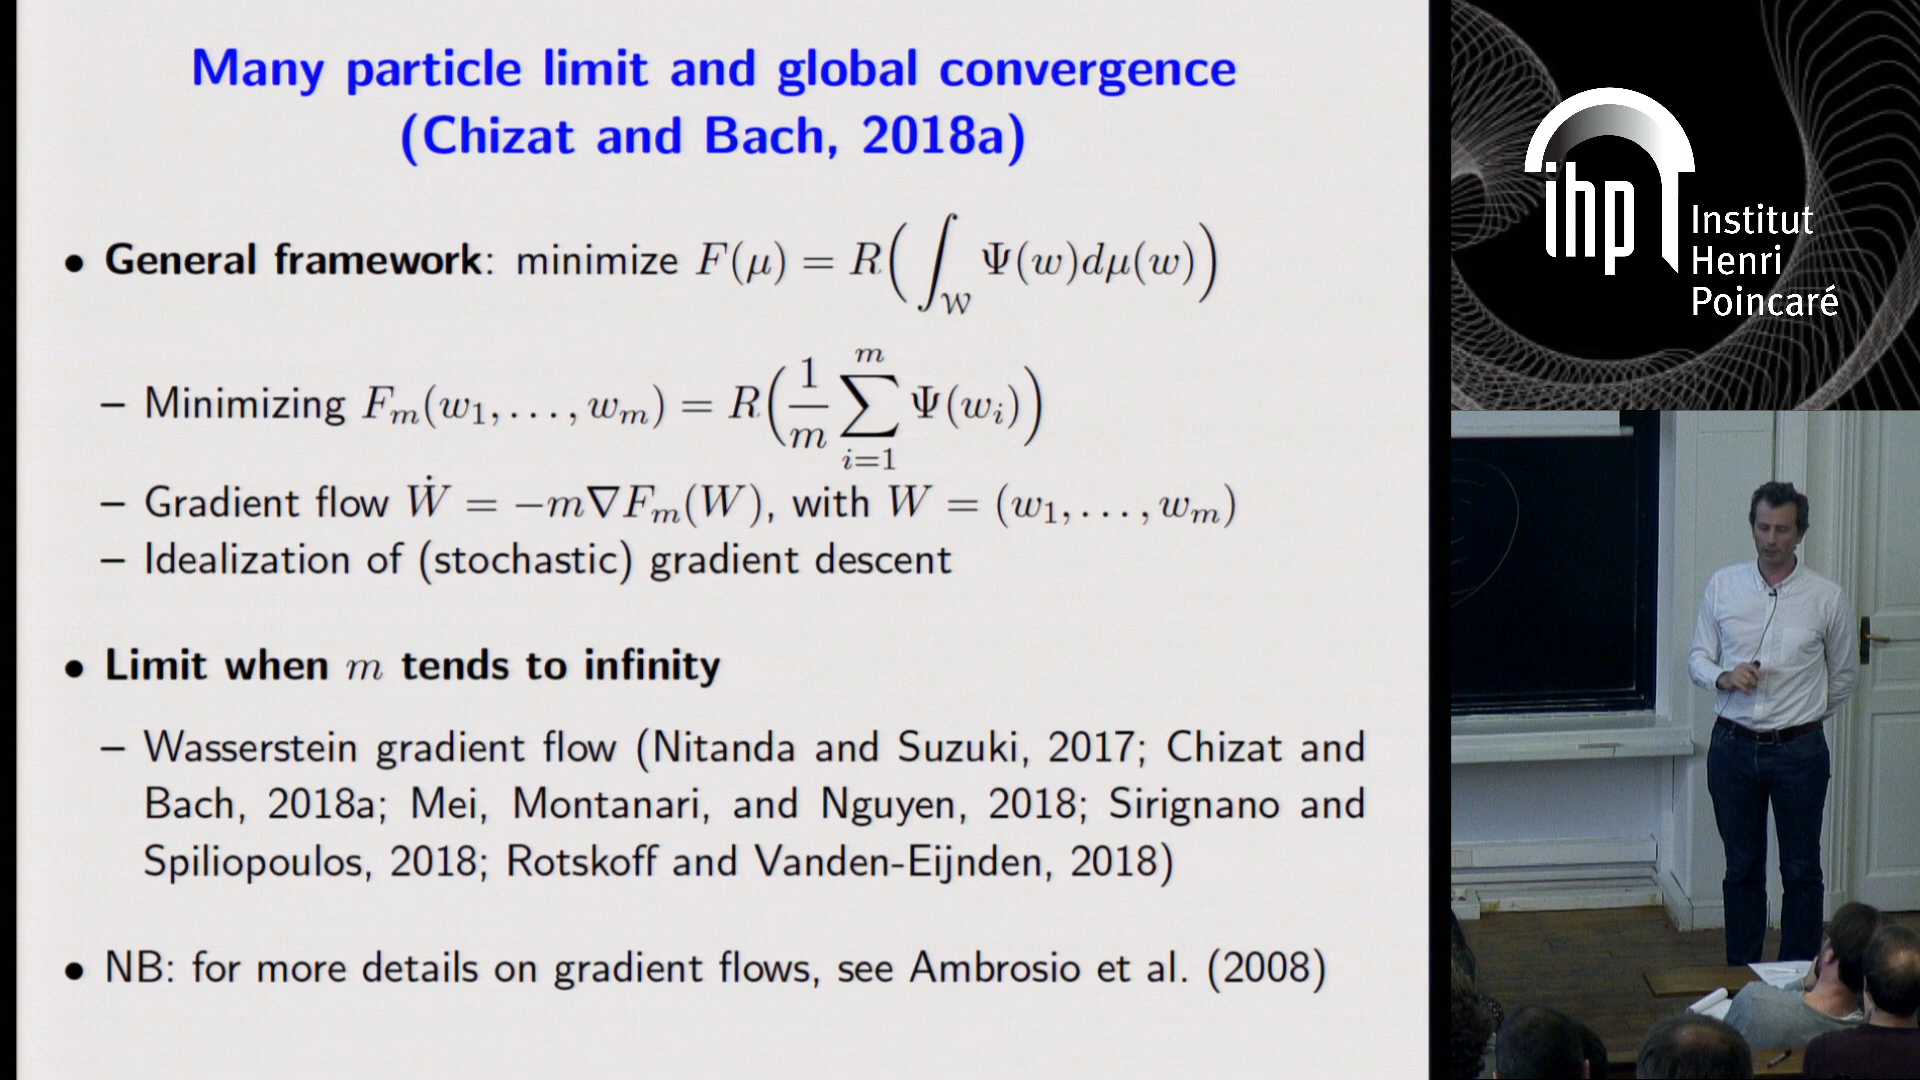 Many particle limit and global convergence
(Chizat and Bach, 2018a)
• General framework: minimize F(μ) = R(∫_𝒲 Ψ(w)dμ(w))
– Minimizing F_m(w_1, . . . , w_m) = R(1/m ∑_{i=1}^m Ψ(w_i))
– Gradient flow Ẇ = −m∇F_m(W), with W = (w_1, . . . , w_m)
– Idealization of (stochastic) gradient descent
• Limit when m tends to infinity
– Wasserstein gradient flow (Nitanda and Suzuki, 2017; Chizat and
Bach, 2018a; Mei, Montanari, and Nguyen, 2018; Sirignano and
Spiliopoulos, 2018; Rotskoff and Vanden-Eijnden, 2018)
• NB: for more details on gradient flows, see Ambrosio et al. (2008)
ihp
Institut
Henri
Poincaré